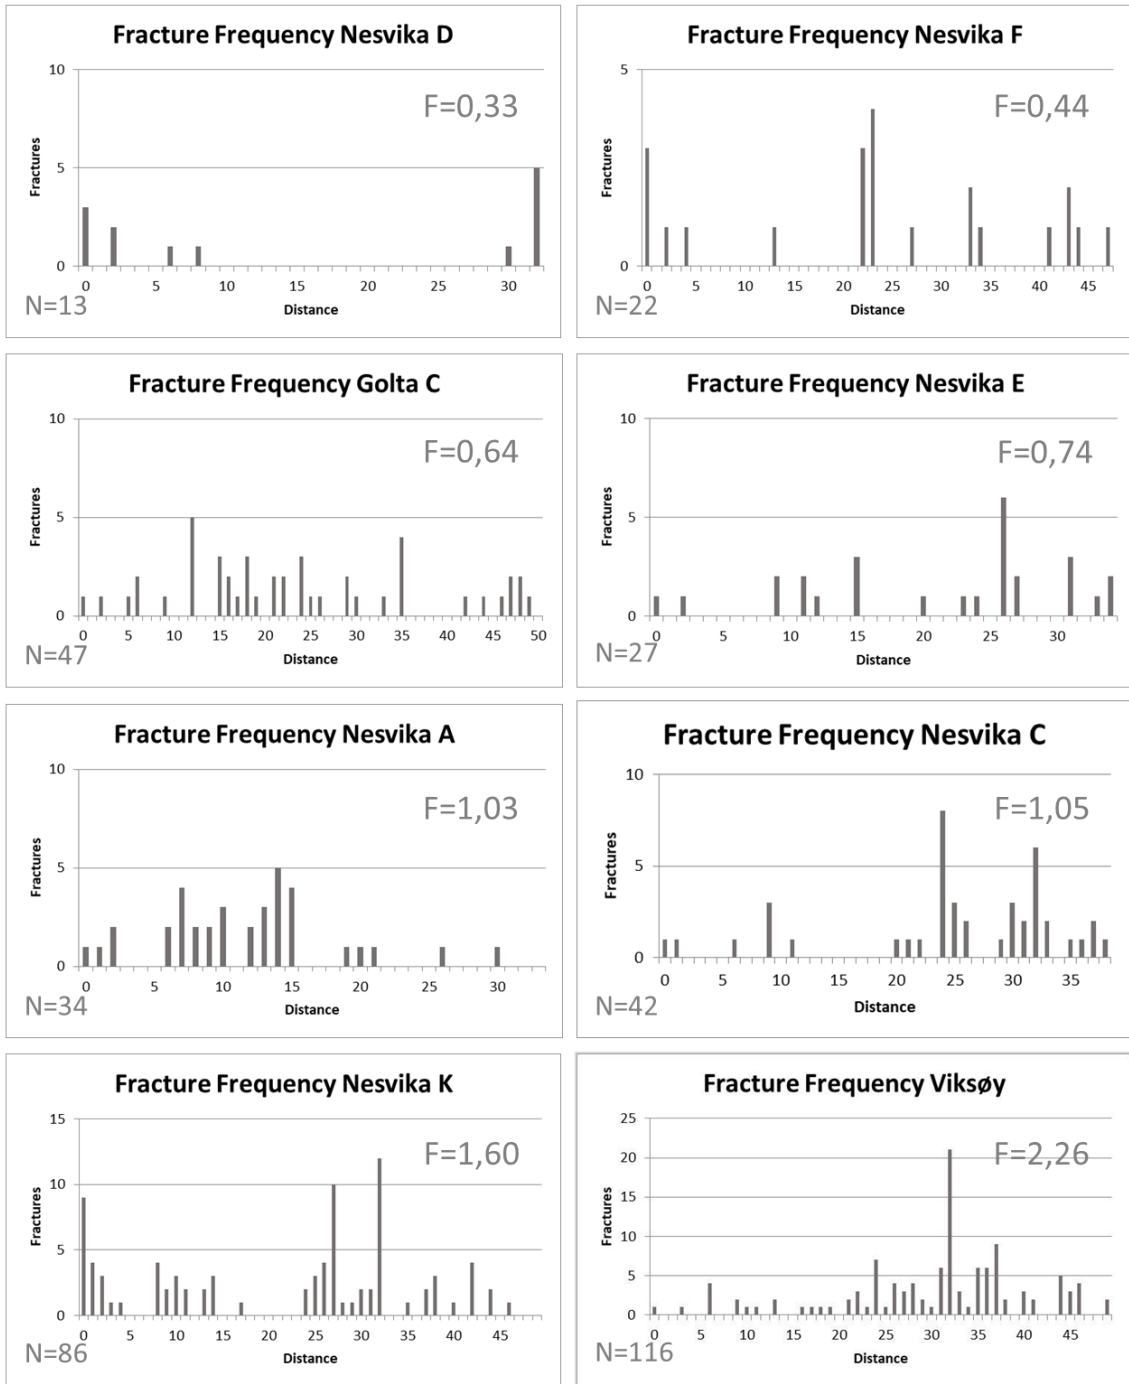 Fracture Frequency Nesvika D
10
F=0,33
Fractures
5
0
0 5 10 15 20 25 30
N=13
Distance
Fracture Frequency Nesvika F
5
F=0,44
Fractures
0
0 5 10 15 20 25 30 35 40 45
N=22
Distance
Fracture Frequency Golta C
10
F=0,64
Fractures
5
0
0 5 10 15 20 25 30 35 40 45 50
N=47
Distance
Fracture Frequency Nesvika E
10
F=0,74
Fractures
5
0
0 5 10 15 20 25 30
N=27
Distance
Fracture Frequency Nesvika A
10
F=1,03
Fractures
5
0
0 5 10 15 20 25 30
N=34
Distance
Fracture Frequency Nesvika C
10
F=1,05
Fractures
5
0
0 5 10 15 20 25 30 35
N=42
Distance
Fracture Frequency Nesvika K
15
F=1,60
10
Fractures
5
0
0 5 10 15 20 25 30 35 40 45
N=86
Distance
Fracture Frequency Viksøy
25
F=2,26
20
15
Fractures
10
5
0
0 5 10 15 20 25 30 35 40 45
N=116
Distance